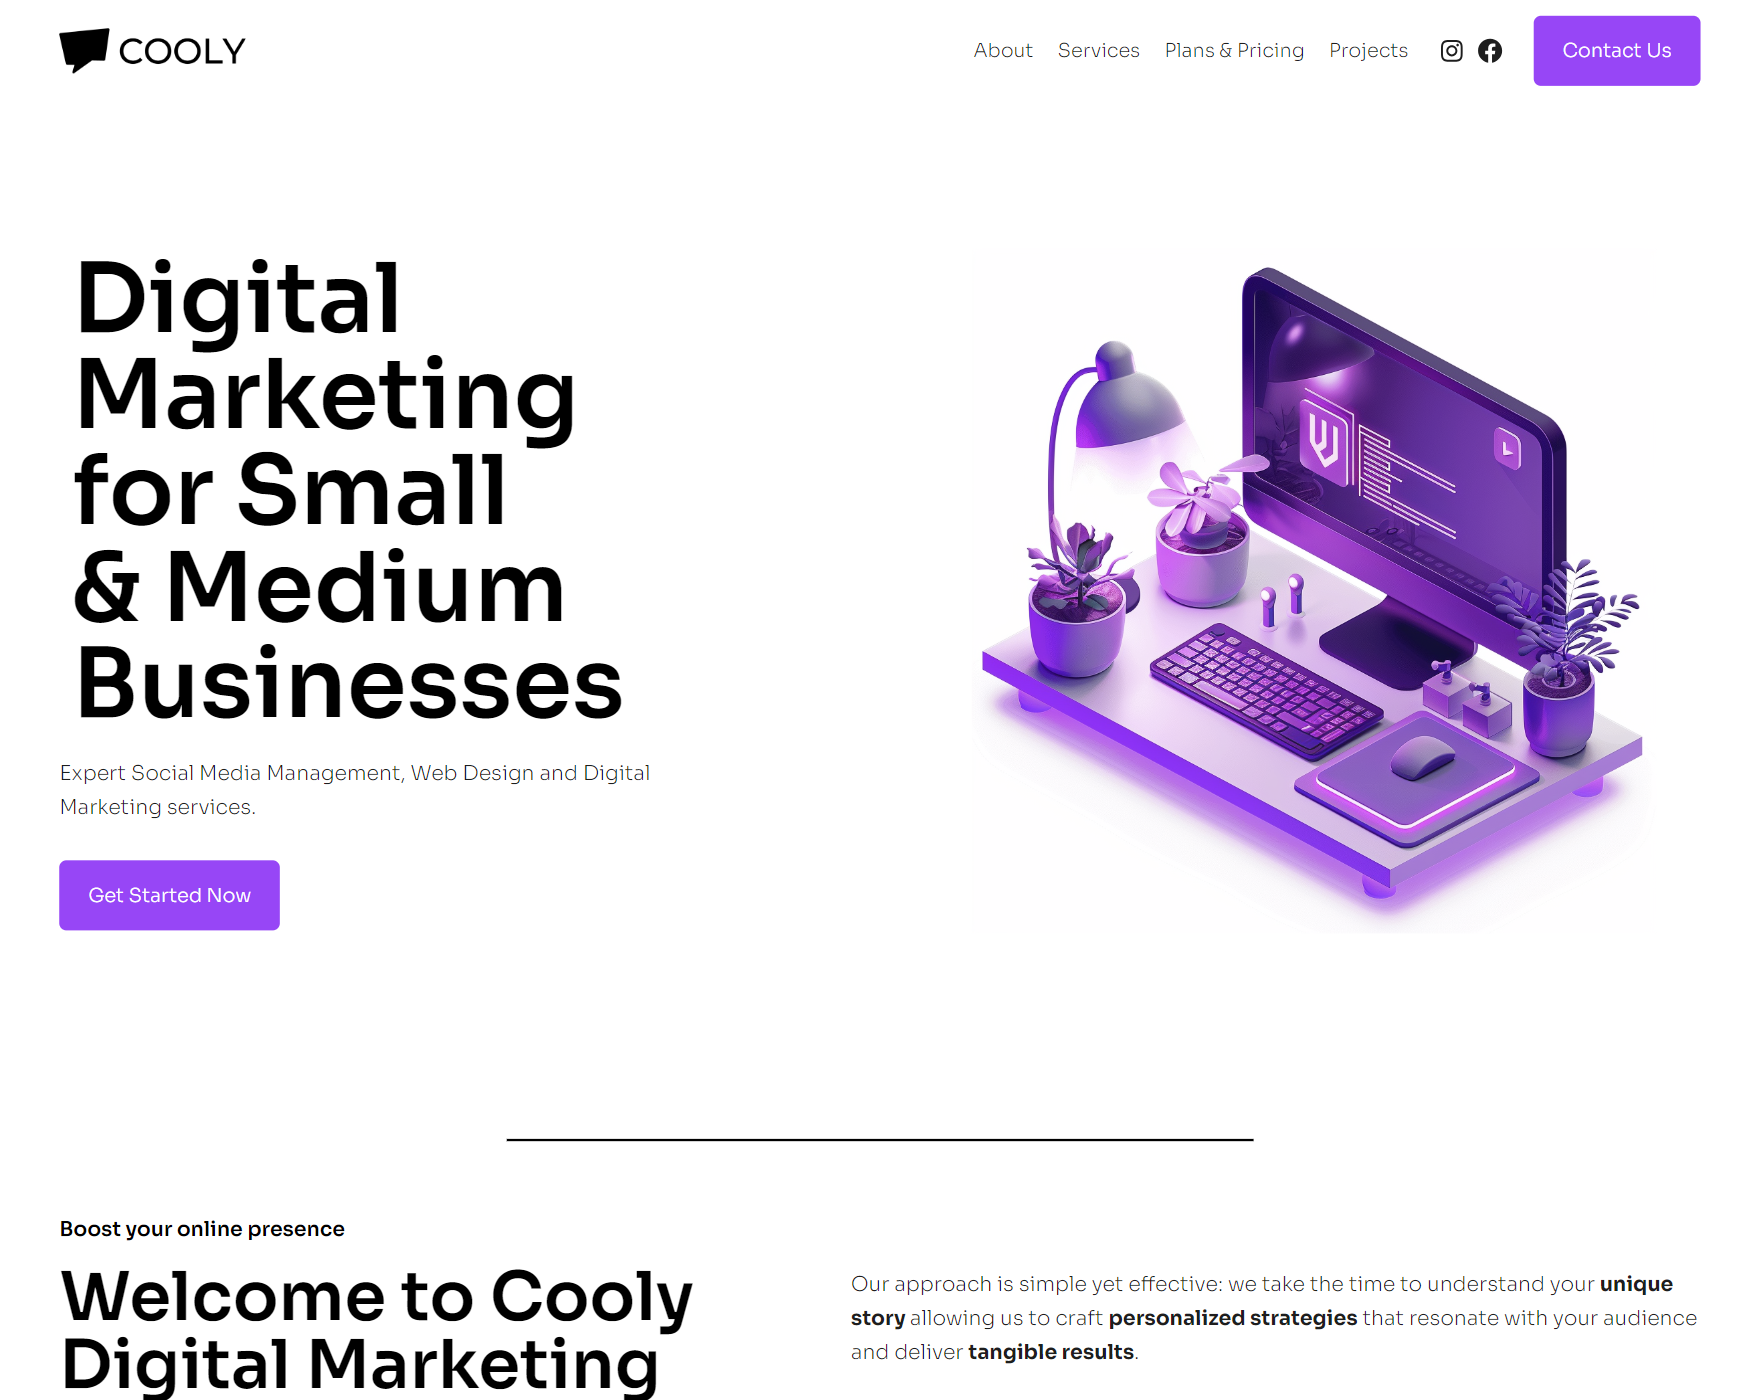 COOLY
About Services Plans & Pricing Projects Contact Us
Digital
Marketing
for Small
& Medium
Businesses
Expert Social Media Management, Web Design and Digital
Marketing services.
Get Started Now
Boost your online presence
Welcome to Cooly
Digital Marketing
Our approach is simple yet effective: we take the time to understand your unique
story allowing us to craft personalized strategies that resonate with your audience
and deliver tangible results.